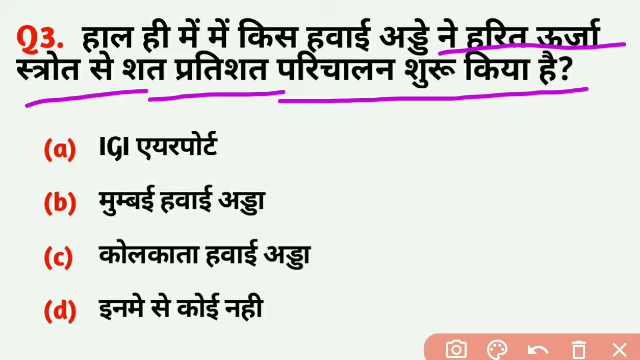 Q3. हाल ही में में किस हवाई अड्डे ने हरित ऊर्जा
स्त्रोत से शत प्रतिशत परिचालन शुरू किया है?
(a) IGI एयरपोर्ट
(b) मुम्बई हवाई अड्डा
(c) कोलकाता हवाई अड्डा
(d) इनमे से कोई नही